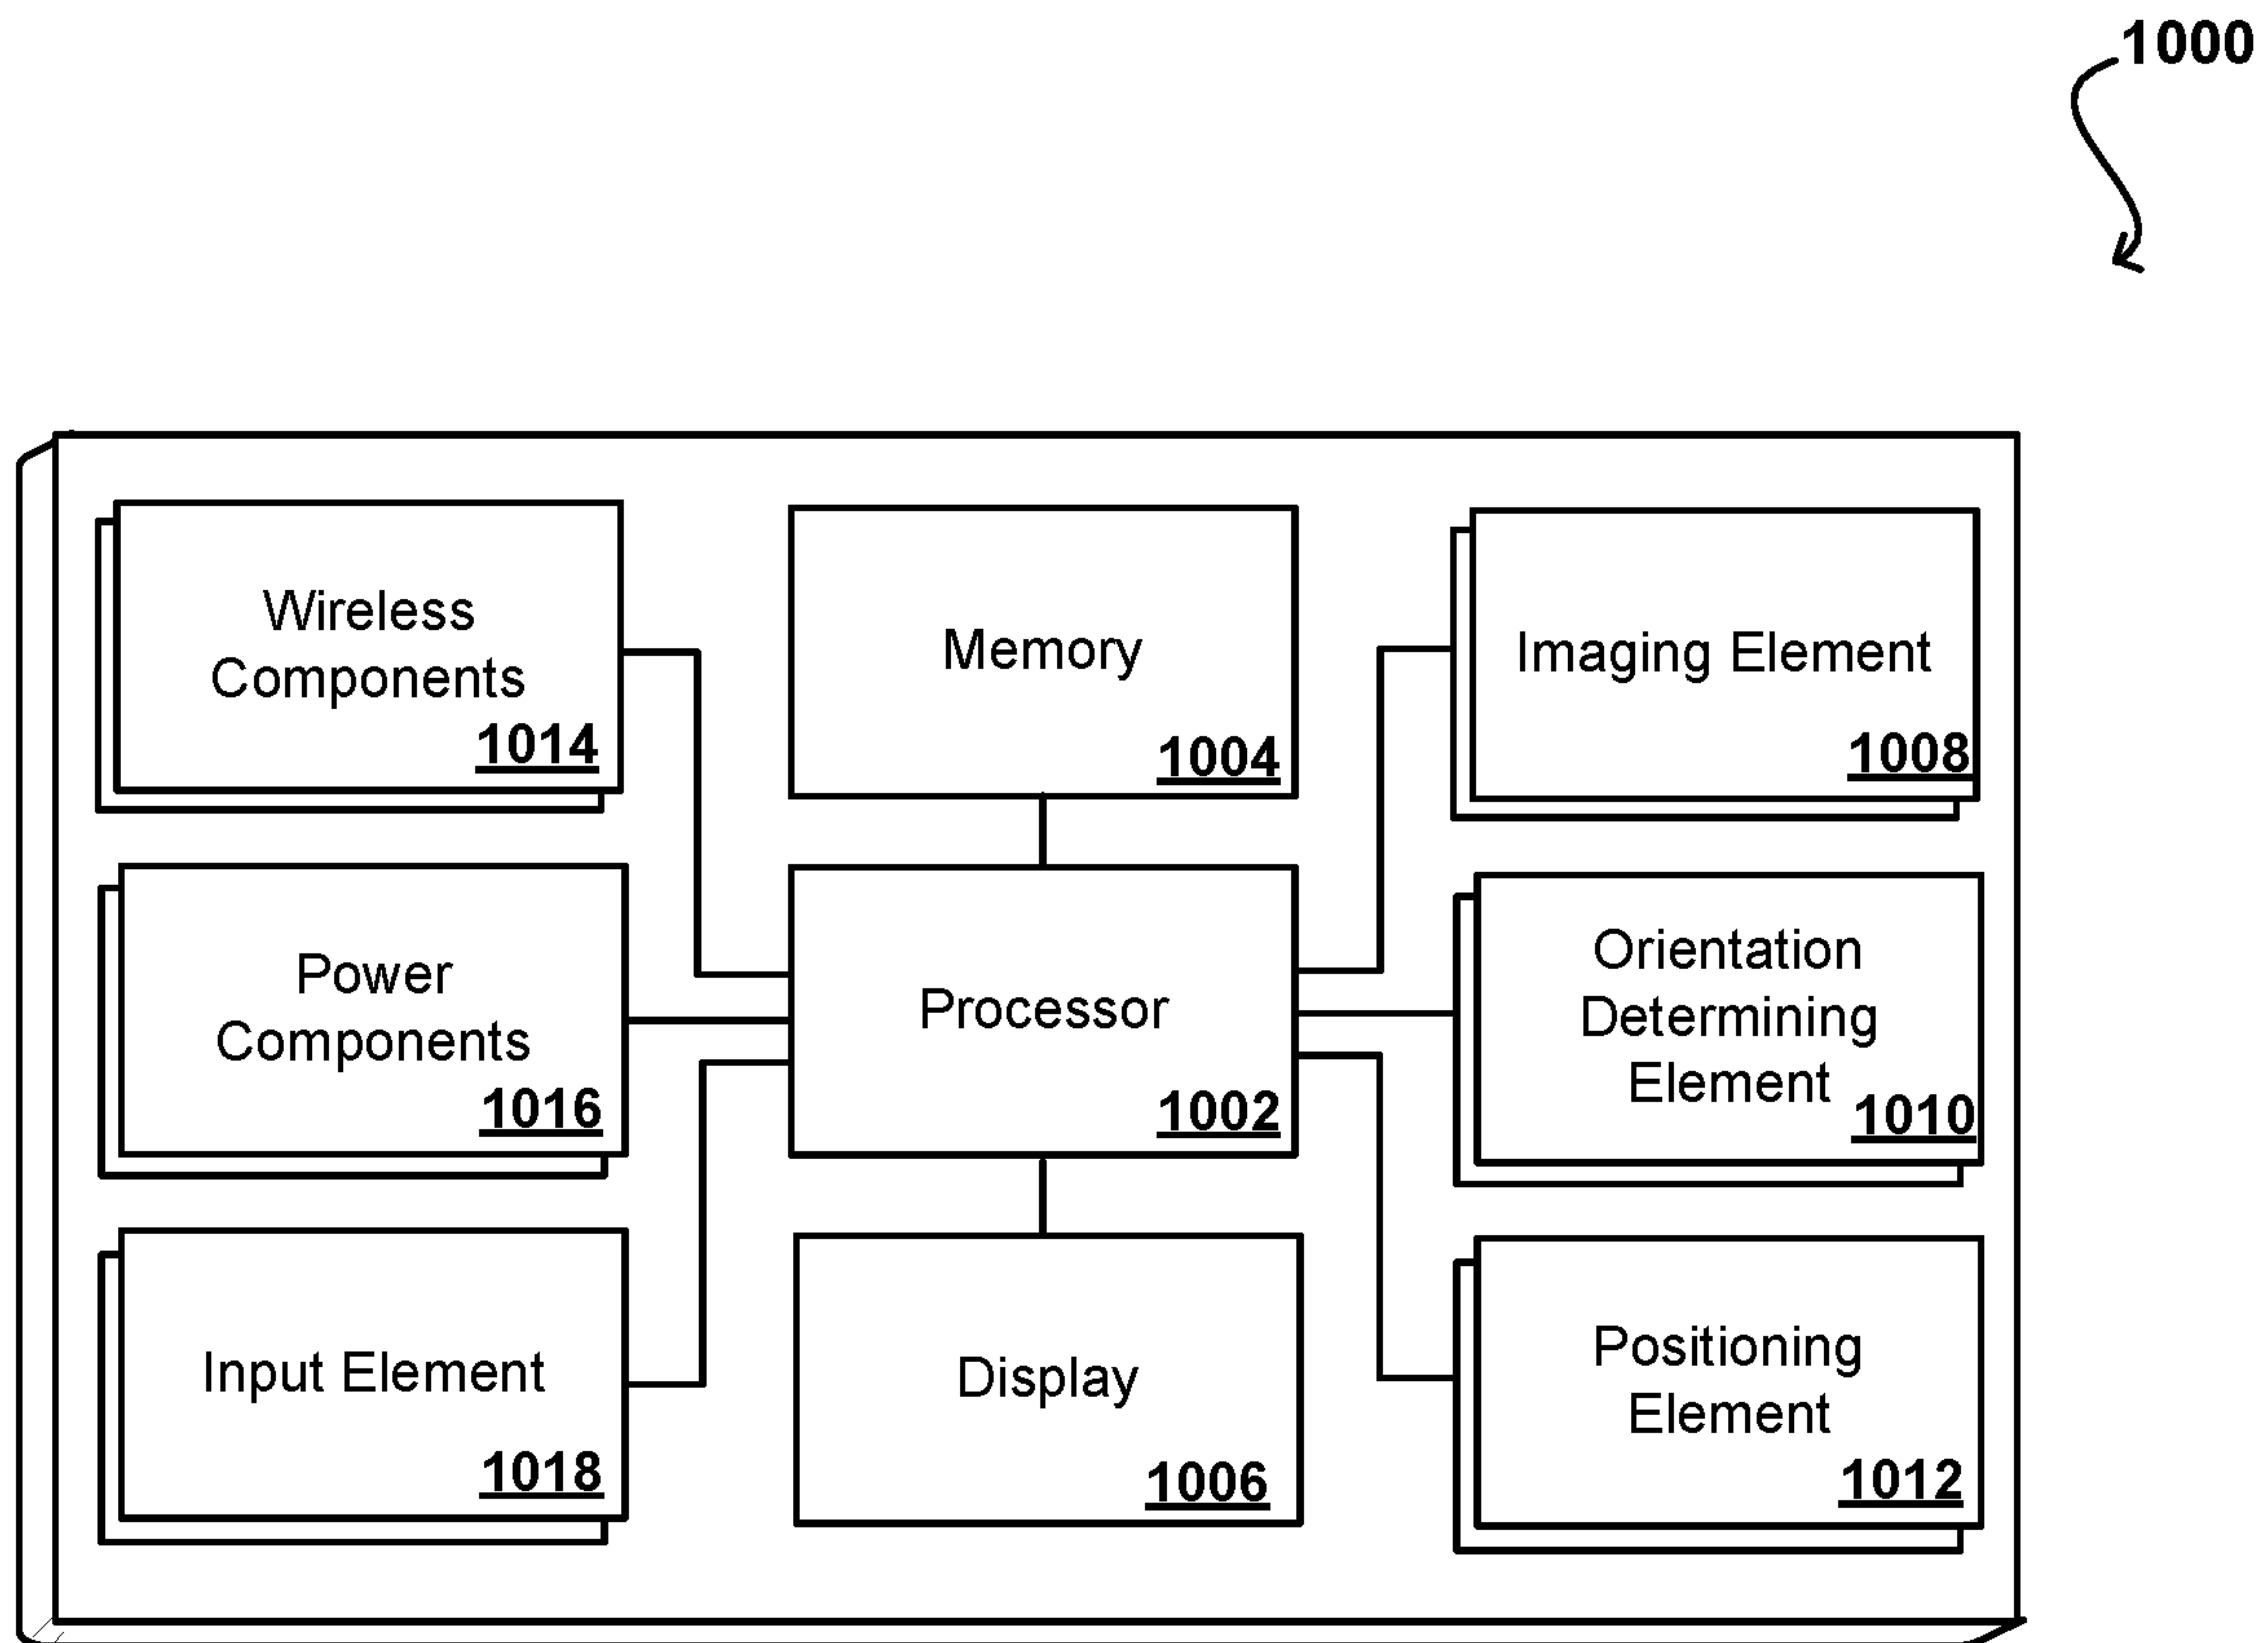 1000
Wireless
Components
1014
Memory
1004
Imaging Element
1008
Power
Components
1016
Processor
1002
Orientation
Determining
Element
1010
Input Element
1018
Display
1006
Positioning
Element
1012